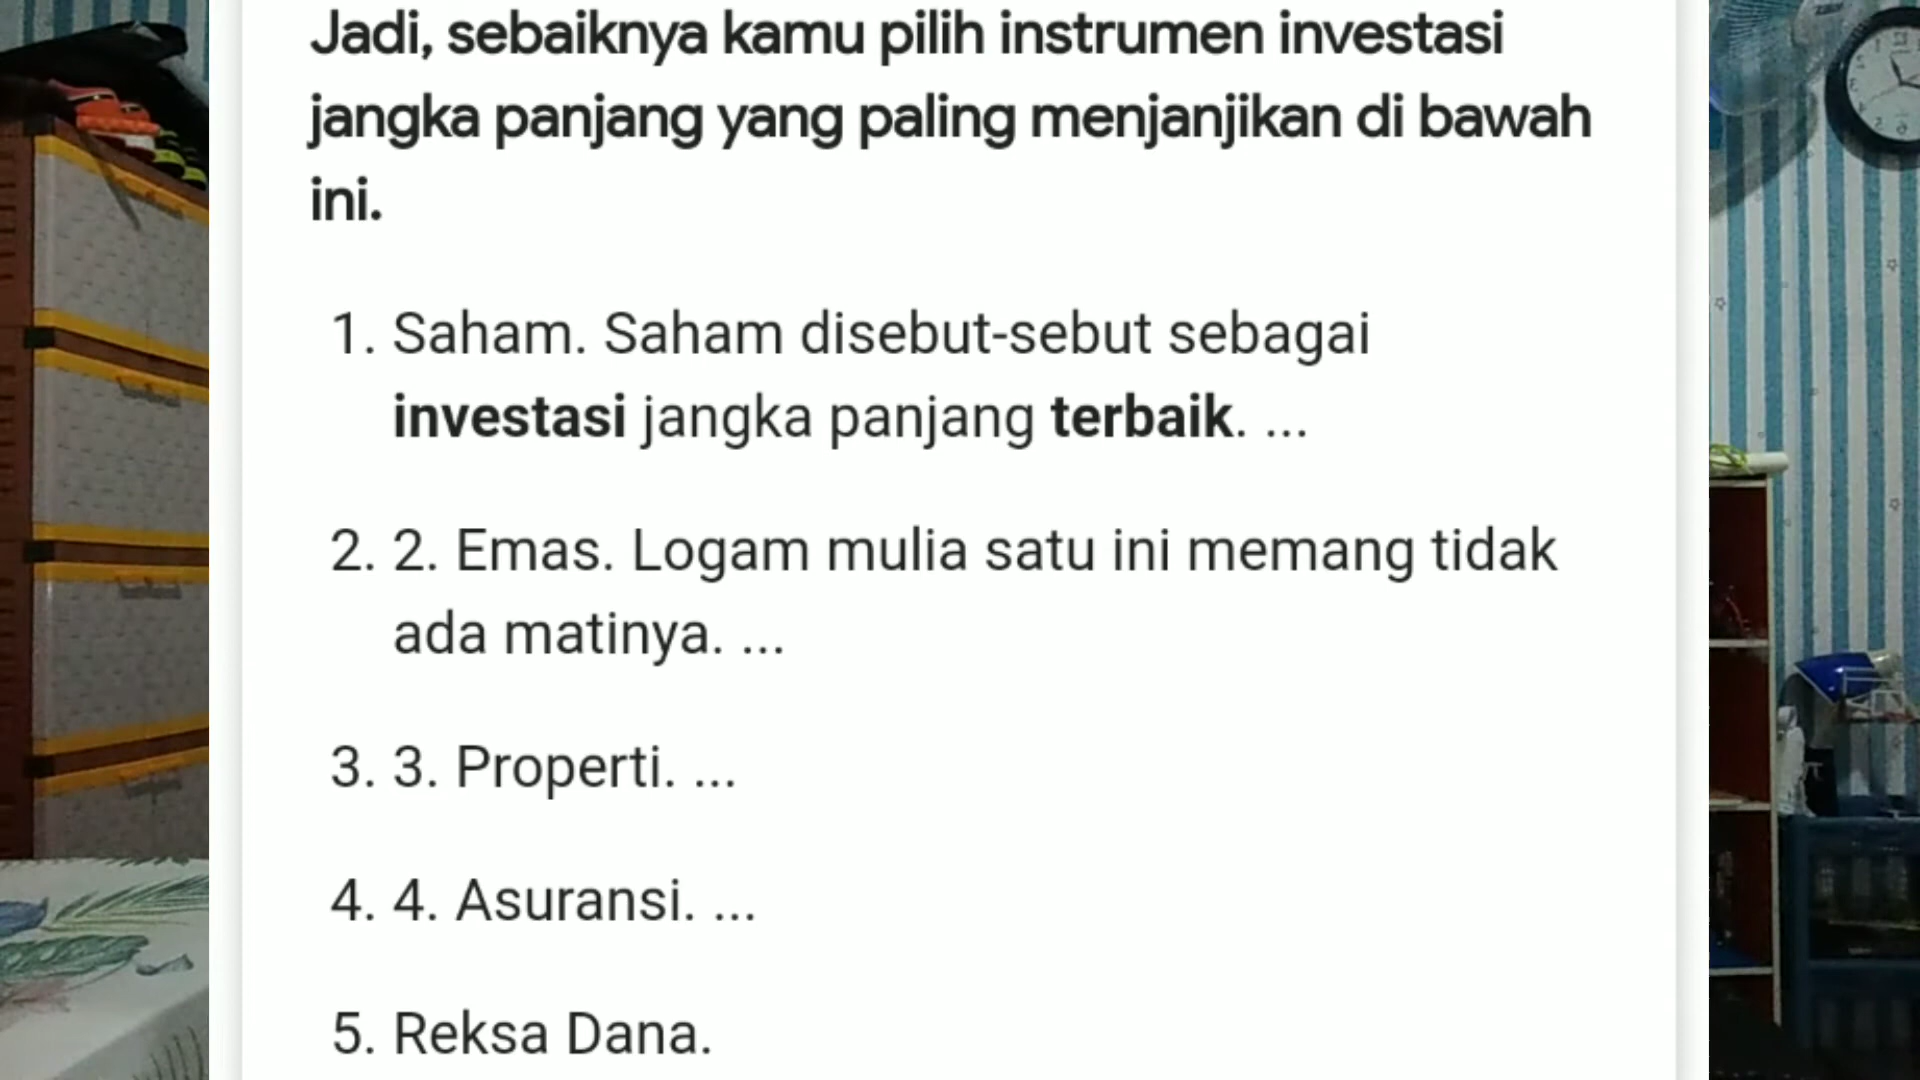 Jadi, sebaiknya kamu pilih instrumen investasi
jangka panjang yang paling menjanjikan di bawah
ini.
1. Saham. Saham disebut-sebut sebagai
investasi jangka panjang terbaik. ...
2. 2. Emas. Logam mulia satu ini memang tidak
ada matinya. ...
3. 3. Properti. ...
4. 4. Asuransi. ...
5. Reksa Dana.